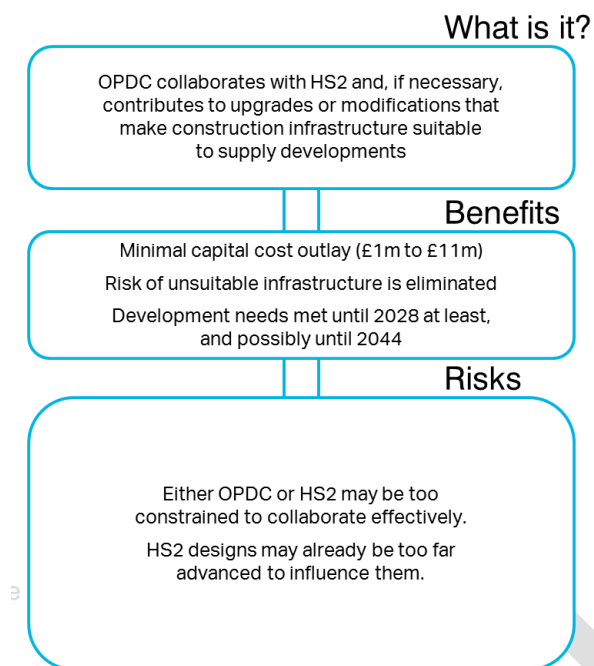 What is it?
OPDC collaborates with HS2 and, if necessary,
contributes to upgrades or modifications that
make construction infrastructure suitable
to supply developments
Benefits
Minimal capital cost outlay (£1m to £11m)
Risk of unsuitable infrastructure is eliminated
Development needs met until 2028 at least,
and possibly until 2044
Risks
Either OPDC or HS2 may be too
constrained to collaborate effectively.
HS2 designs may already be too far
advanced to influence them.
e